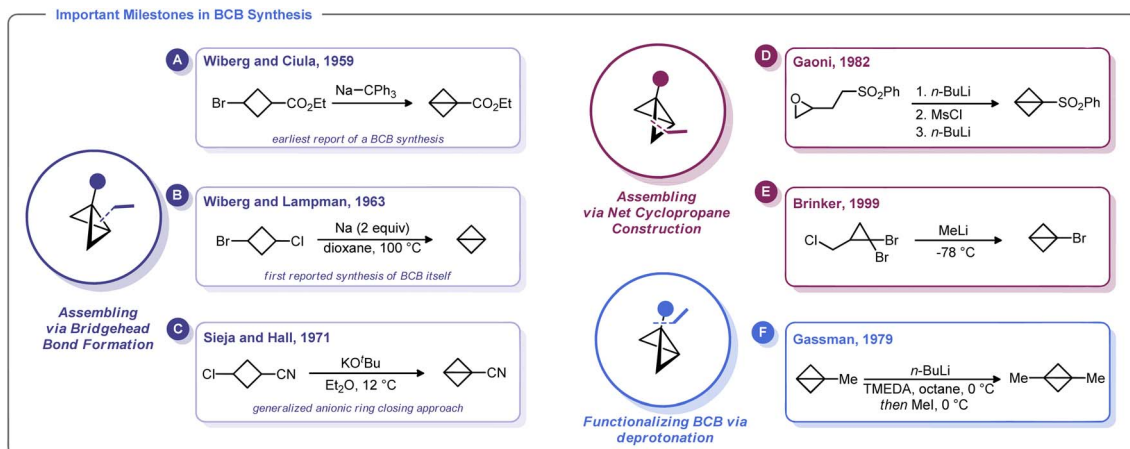 Important Milestones in BCB Synthesis
A
Wiberg and Ciula, 1959
Br
CO₂Et
Na–CPh₃
CO₂Et
earliest report of a BCB synthesis
B
Wiberg and Lampman, 1963
Br
Cl
Na (2 equiv)
dioxane, 100 °C
first reported synthesis of BCB itself
Assembling
via Bridgehead
Bond Formation
C
Sieja and Hall, 1971
Cl
CN
KOᵗBu
Et₂O, 12 °C
CN
generalized anionic ring closing approach
D
Gaoni, 1982
O
SO₂Ph
1. n-BuLi
2. MsCl
3. n-BuLi
SO₂Ph
Assembling
via Net Cyclopropane
Construction
E
Brinker, 1999
Cl
Br
Br
MeLi
-78 °C
Br
F
Gassman, 1979
Me
n-BuLi
TMEDA, octane, 0 °C
then MeI, 0 °C
Me
Me
Functionalizing BCB via
deprotonation